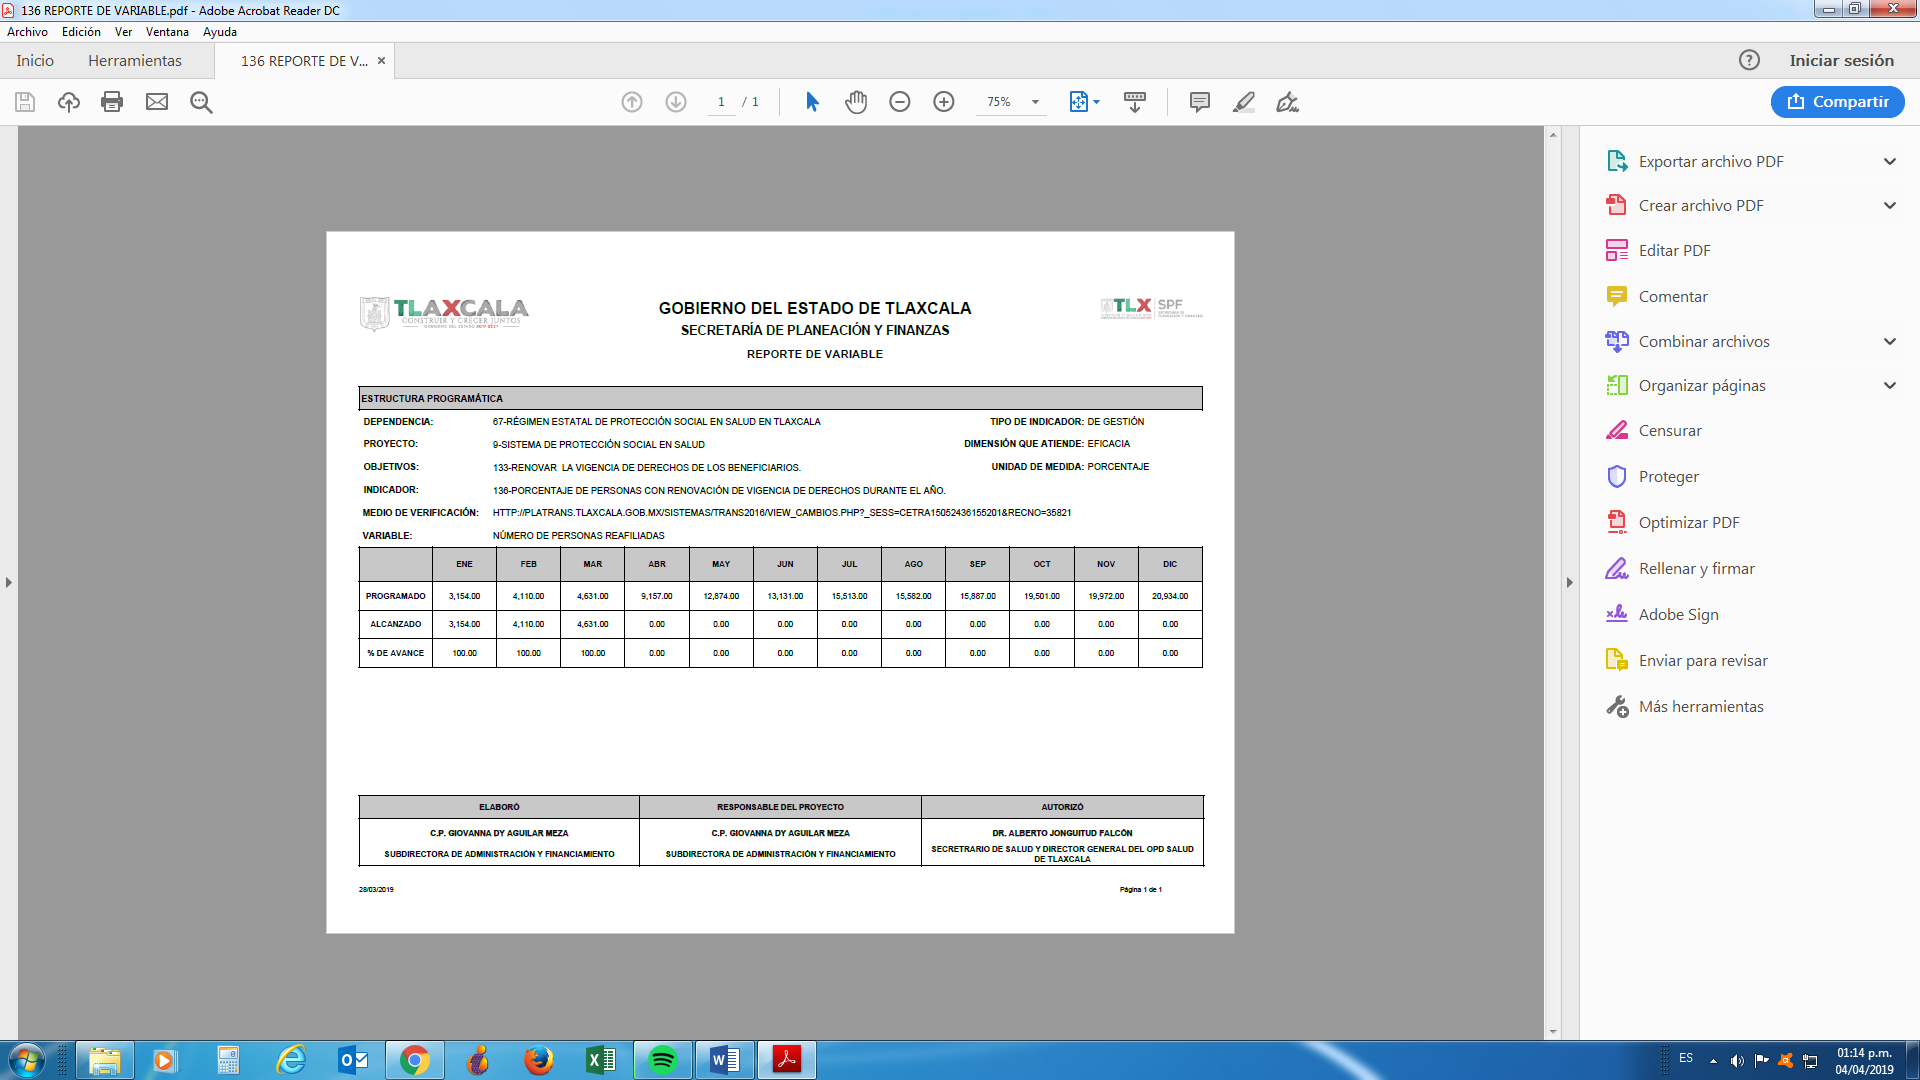 136 REPORTE DE VARIABLE.pdf - Adobe Acrobat Reader DC
Archivo Edición Ver Ventana Ayuda
Inicio Herramientas 136 REPORTE DE V... × ? Iniciar sesión
1 / 1 75% Compartir
TLAXCALA
CONSTRUIR Y CRECER JUNTOS
GOBIERNO DEL ESTADO 2017-2021
GOBIERNO DEL ESTADO DE TLAXCALA
SECRETARÍA DE PLANEACIÓN Y FINANZAS
REPORTE DE VARIABLE
TLX SPF
ESTRUCTURA PROGRAMÁTICA
DEPENDENCIA: 67-RÉGIMEN ESTATAL DE PROTECCIÓN SOCIAL EN SALUD EN TLAXCALA TIPO DE INDICADOR: DE GESTIÓN
PROYECTO: 9-SISTEMA DE PROTECCIÓN SOCIAL EN SALUD DIMENSIÓN QUE ATIENDE: EFICACIA
OBJETIVOS: 133-RENOVAR LA VIGENCIA DE DERECHOS DE LOS BENEFICIARIOS. UNIDAD DE MEDIDA: PORCENTAJE
INDICADOR: 136-PORCENTAJE DE PERSONAS CON RENOVACIÓN DE VIGENCIA DE DERECHOS DURANTE EL AÑO.
MEDIO DE VERIFICACIÓN: HTTP://PLATRANS.TLAXCALA.GOB.MX/SISTEMAS/TRANS2016/VIEW_CAMBIOS.PHP?_SESS=CETRA15052436155201&RECNO=35821
VARIABLE: NÚMERO DE PERSONAS REAFILIADAS
ENE FEB MAR ABR MAY JUN JUL AGO SEP OCT NOV DIC
PROGRAMADO 3,154.00 4,110.00 4,631.00 9,157.00 12,874.00 13,131.00 15,513.00 15,582.00 15,887.00 19,501.00 19,972.00 20,934.00
ALCANZADO 3,154.00 4,110.00 4,631.00 0.00 0.00 0.00 0.00 0.00 0.00 0.00 0.00 0.00
% DE AVANCE 100.00 100.00 100.00 0.00 0.00 0.00 0.00 0.00 0.00 0.00 0.00 0.00
ELABORÓ RESPONSABLE DEL PROYECTO AUTORIZÓ
C.P. GIOVANNA DY AGUILAR MEZA C.P. GIOVANNA DY AGUILAR MEZA DR. ALBERTO JONGUITUD FALCÓN
SUBDIRECTORA DE ADMINISTRACIÓN Y FINANCIAMIENTO SUBDIRECTORA DE ADMINISTRACIÓN Y FINANCIAMIENTO SECRETRARIO DE SALUD Y DIRECTOR GENERAL DEL OPD SALUD
DE TLAXCALA
28/03/2019 Página 1 de 1
Exportar archivo PDF
Crear archivo PDF
Editar PDF
Comentar
Combinar archivos
Organizar páginas
Censurar
Proteger
Optimizar PDF
Rellenar y firmar
Adobe Sign
Enviar para revisar
Más herramientas
ES 01:14 p.m.
04/04/2019